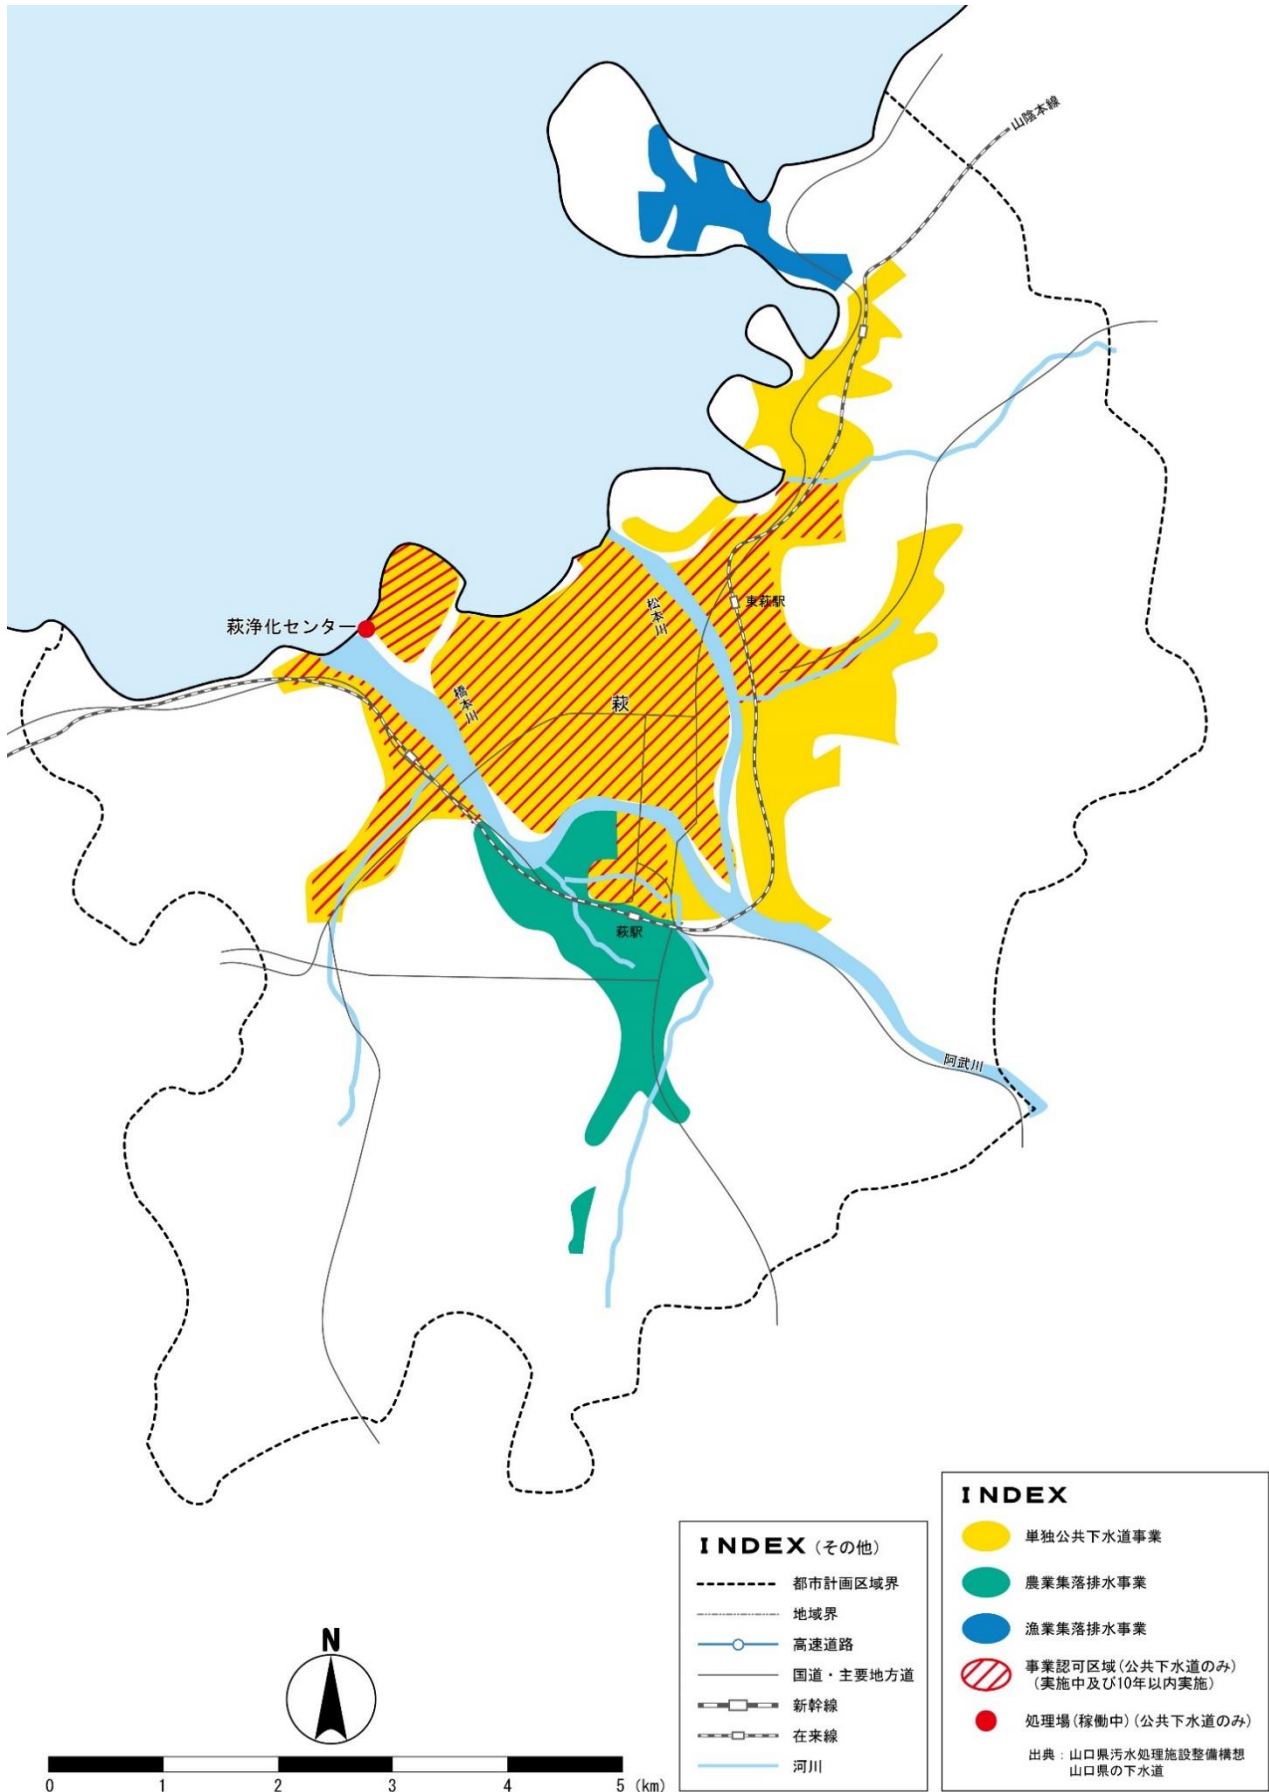 山陰本線
東萩駅
松本川
萩浄化センター
橋本川
萩
萩駅
阿武川
INDEX
単独公共下水道事業
農業集落排水事業
漁業集落排水事業
事業認可区域(公共下水道のみ)
(実施中及び10年以内実施)
処理場(稼働中)(公共下水道のみ)
出典：山口県汚水処理施設整備構想
山口県の下水道
INDEX(その他)
都市計画区域界
地域界
高速道路
国道・主要地方道
新幹線
在来線
河川
N
0 1 2 3 4 5 (km)